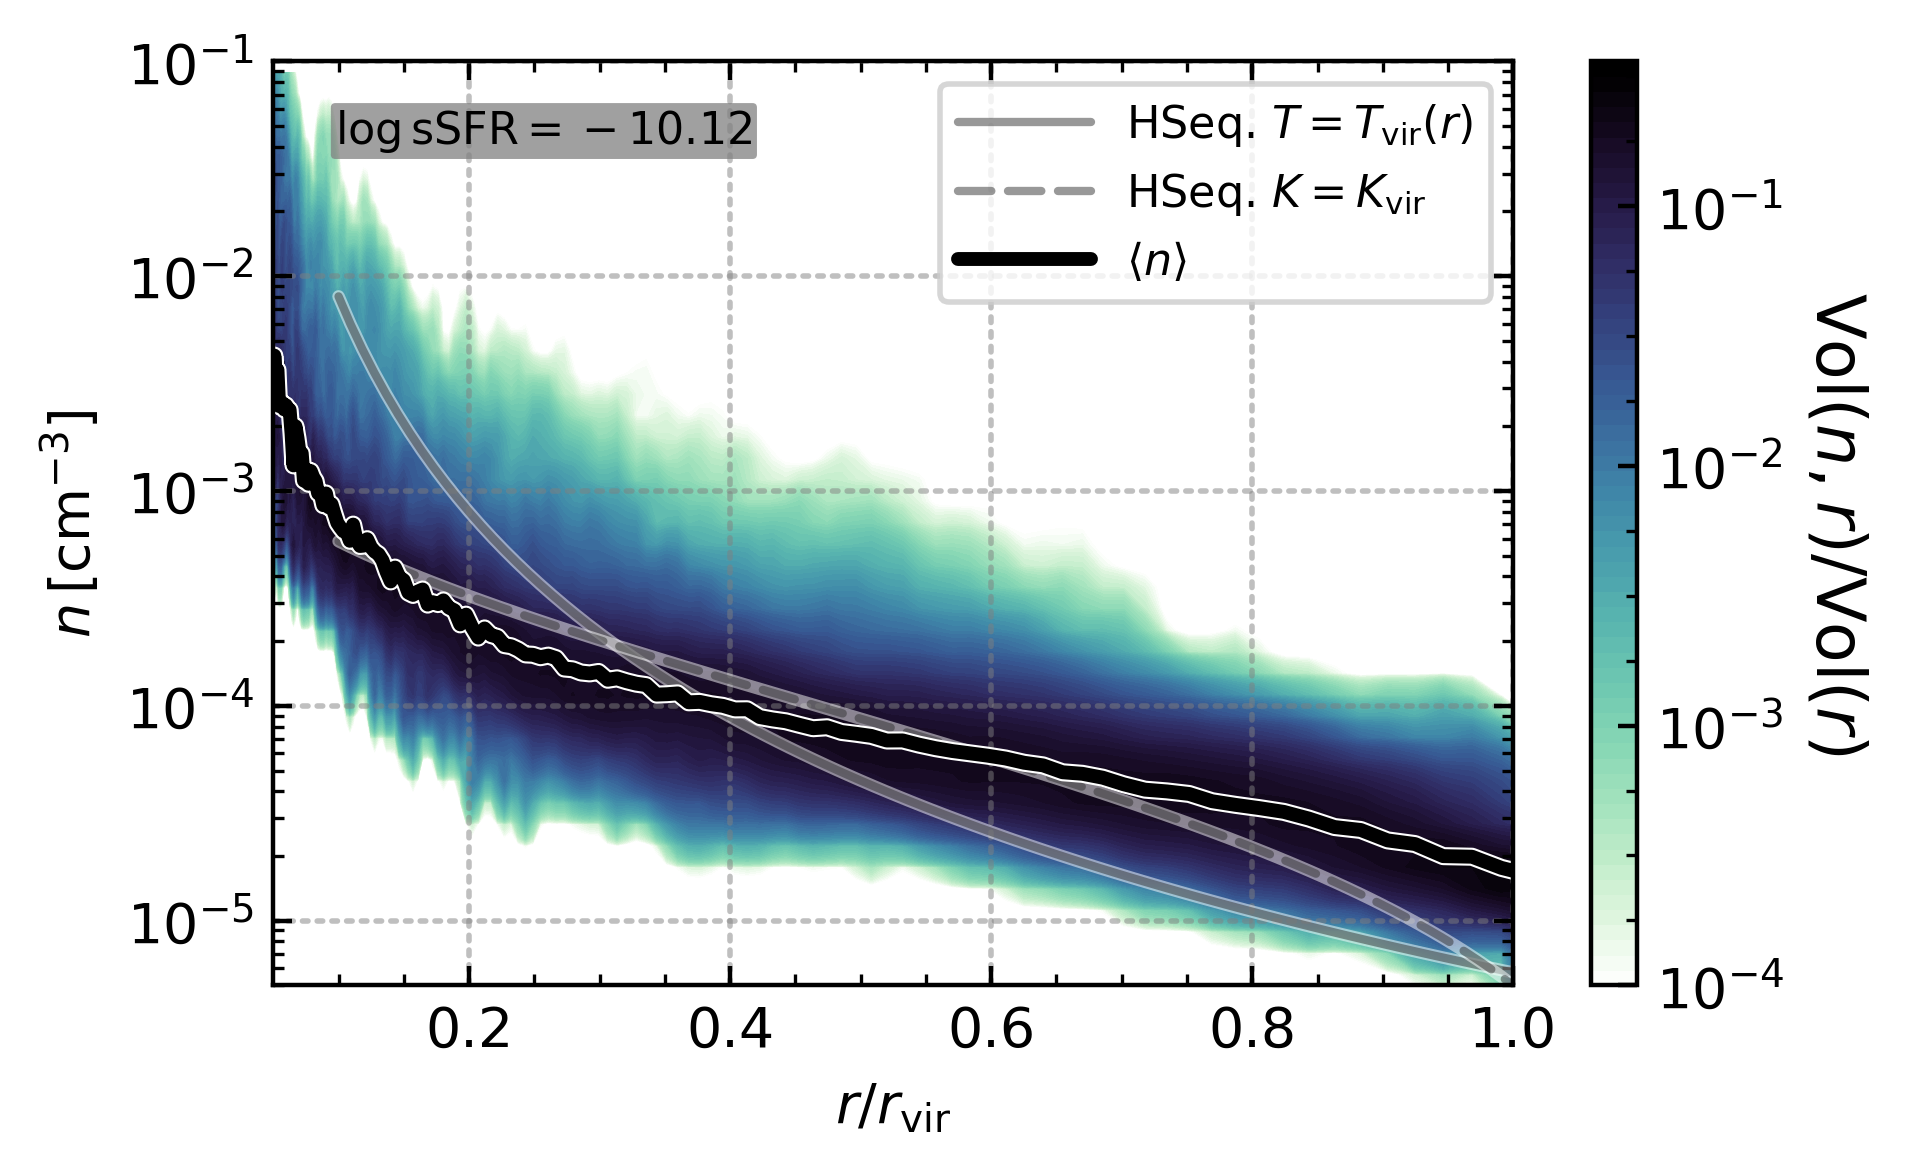 log sSFR = −10.12
HSeq. T = T_vir(r)
HSeq. K = K_vir
⟨n⟩
10⁻¹
10⁻²
10⁻³
10⁻⁴
10⁻⁵
n [cm⁻³]
0.2 0.4 0.6 0.8 1.0
r/r_vir
10⁻¹
10⁻²
10⁻³
10⁻⁴
Vol(n, r)/Vol(r)